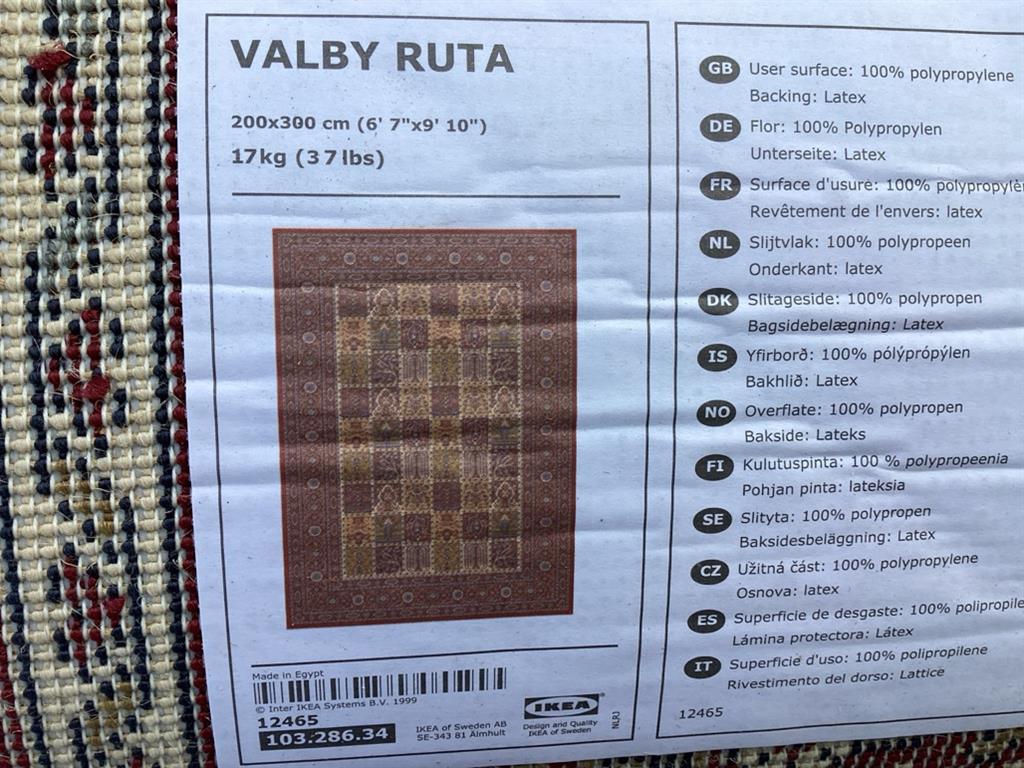 VALBY RUTA
200x300 cm (6' 7"x9' 10")
17kg (37lbs)
Made in Egypt
© Inter IKEA Systems B.V. 1999
12465
103.286.34
IKEA of Sweden AB
SE-343 81 Älmhult
IKEA
Design and Quality
IKEA of Sweden
NLRJ
GB User surface: 100% polypropylene
Backing: Latex
DE Flor: 100% Polypropylen
Unterseite: Latex
FR Surface d'usure: 100% polypropylèn
Revêtement de l'envers: latex
NL Slijtvlak: 100% polypropeen
Onderkant: latex
DK Slitageside: 100% polypropen
Bagsidebelægning: Latex
IS Yfirborð: 100% pólýprópýlen
Bakhlið: Latex
NO Overflate: 100% polypropen
Bakside: Lateks
FI Kulutuspinta: 100 % polypropeenia
Pohjan pinta: lateksia
SE Slityta: 100% polypropen
Baksidesbeläggning: Latex
CZ Užitná část: 100% polypropylene
Osnova: latex
ES Superficie de desgaste: 100% polipropile
Lámina protectora: Látex
IT Superficie d'uso: 100% polipropilene
Rivestimento del dorso: Lattice
12465